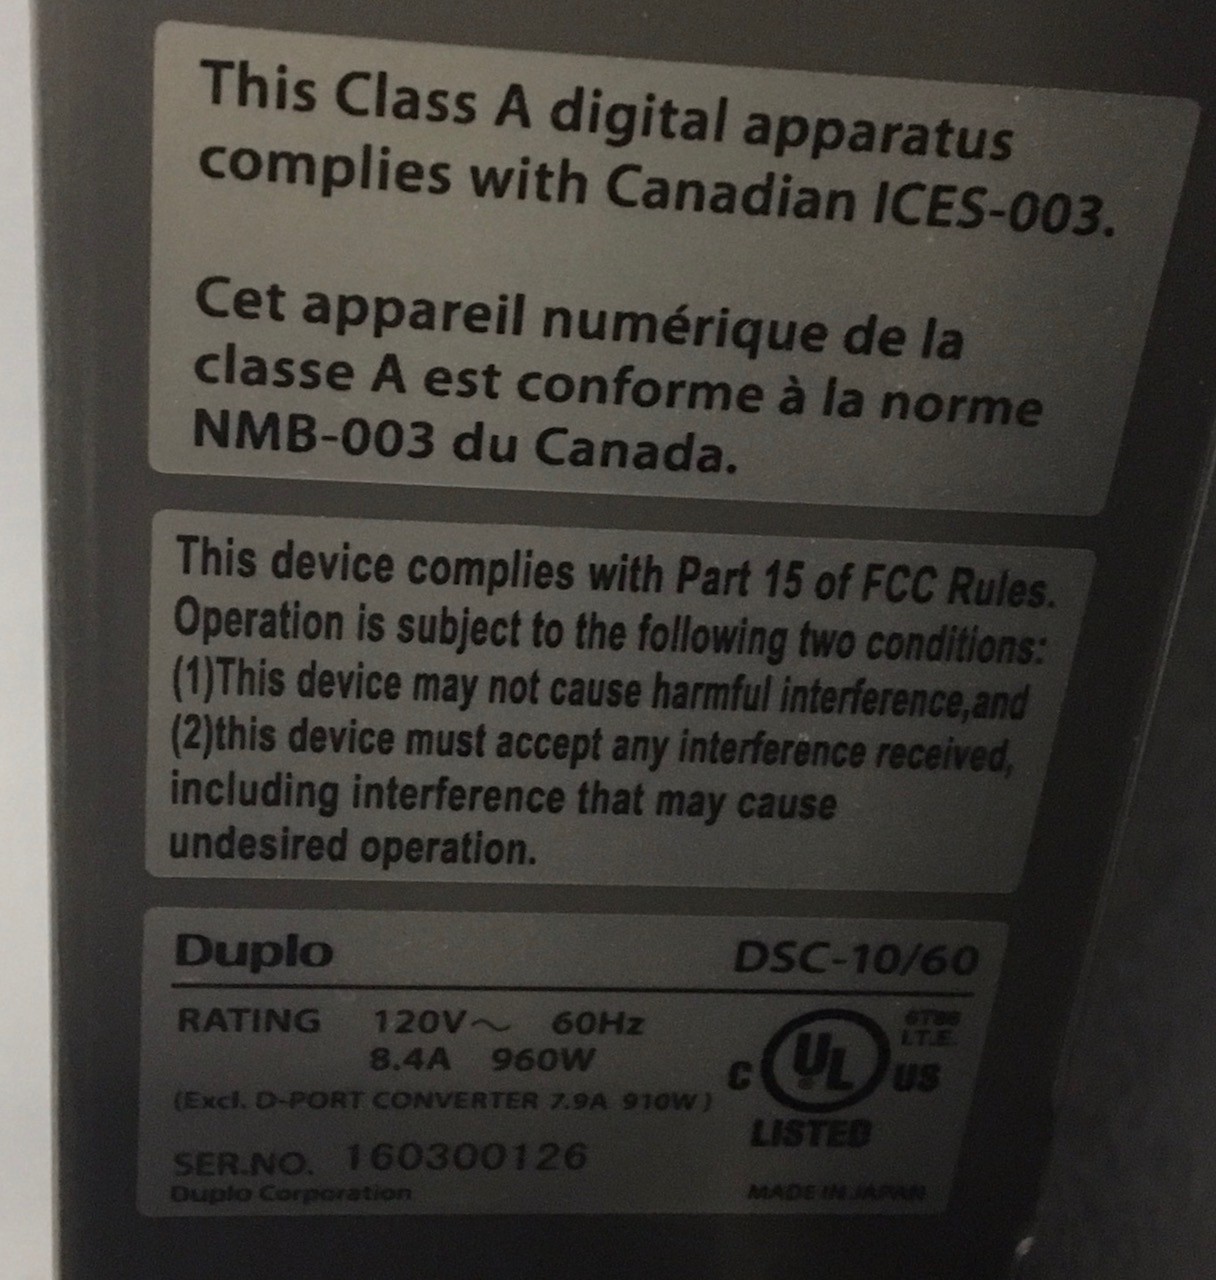 This Class A digital apparatus
complies with Canadian ICES-003.
Cet appareil numérique de la
classe A est conforme à la norme
NMB-003 du Canada.
This device complies with Part 15 of FCC Rules.
Operation is subject to the following two conditions:
(1)This device may not cause harmful interference,and
(2)this device must accept any interference received,
including interference that may cause
undesired operation.
Duplo DSC-10/60
RATING 120V～ 60Hz
8.4A 960W
(Excl. D-PORT CONVERTER 7.9A 910W)
I.T.E.
C UL US
LISTED
SER.NO. 160300126
Duplo Corporation
MADE IN JAPAN